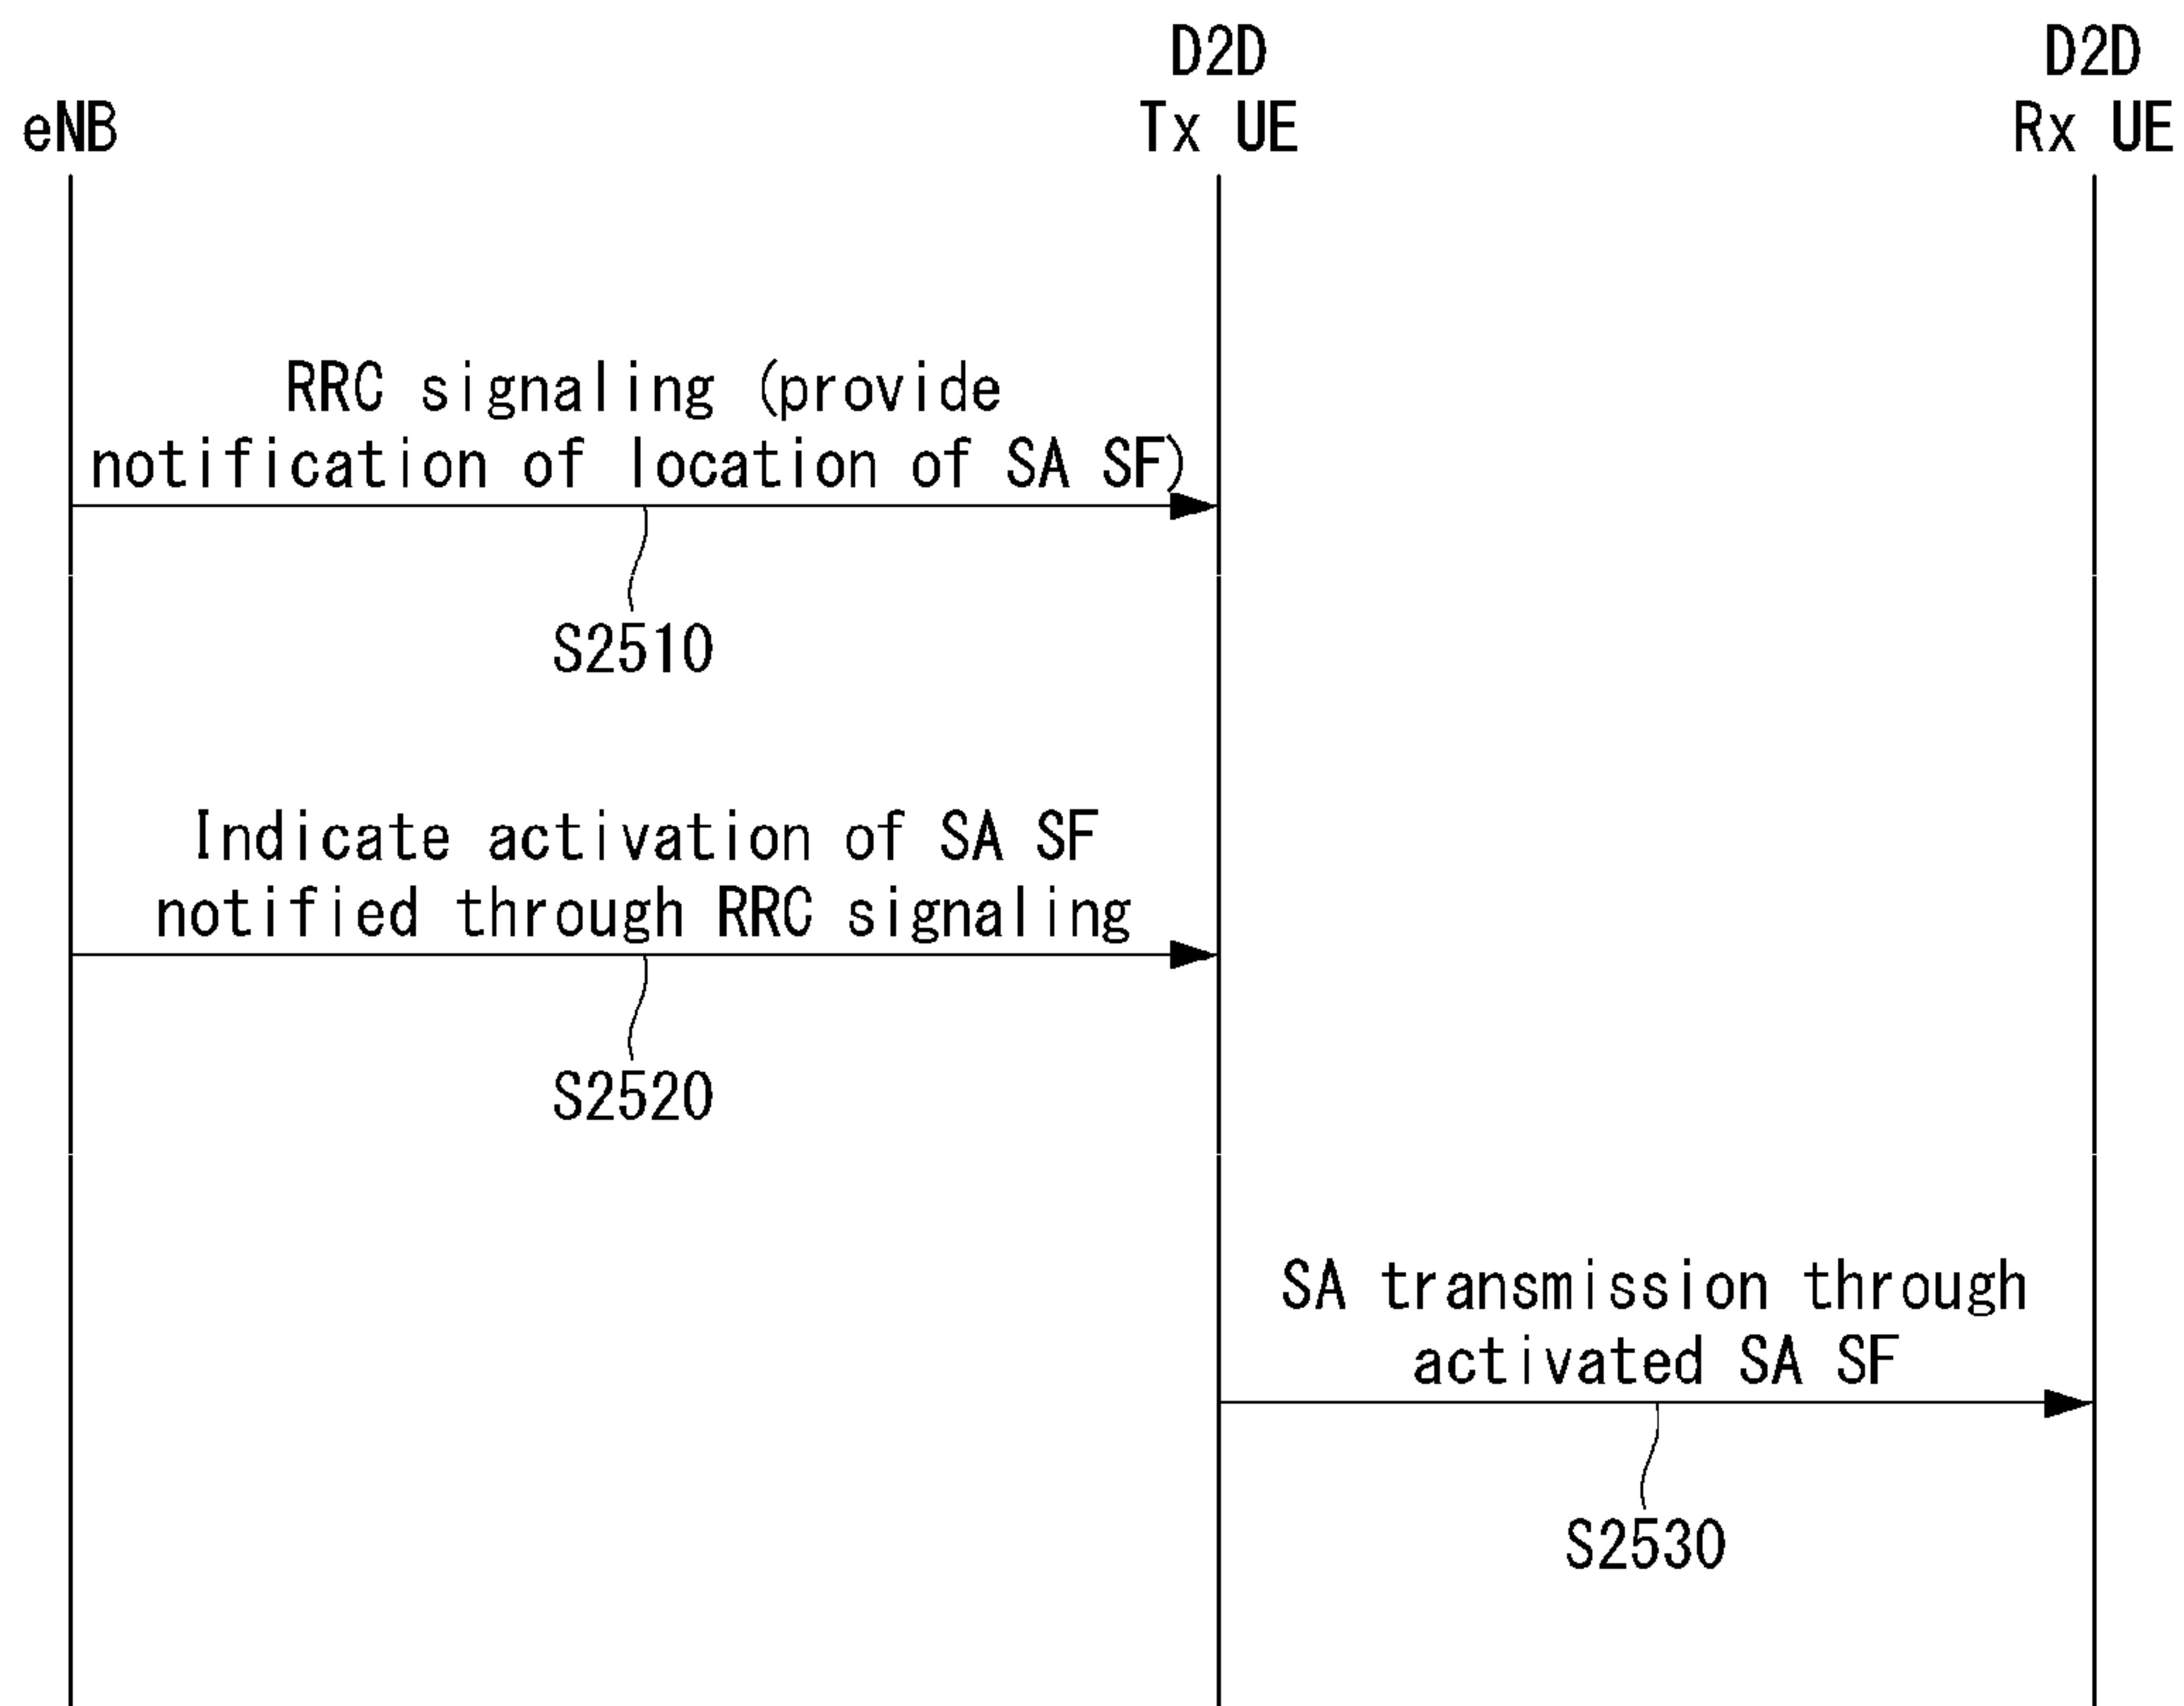 eNB
D2D
Tx UE
D2D
Rx UE
RRC signaling (provide
notification of location of SA SF)
S2510
Indicate activation of SA SF
notified through RRC signaling
S2520
SA transmission through
activated SA SF
S2530